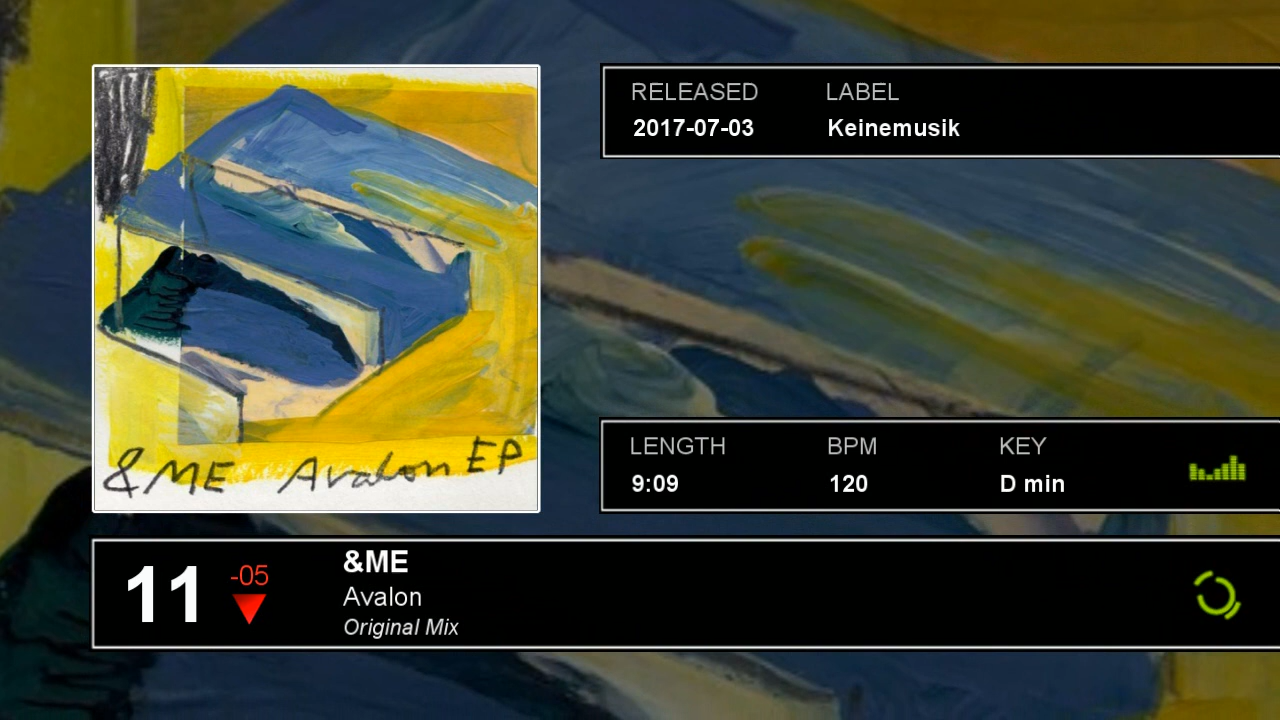 RELEASED LABEL
2017-07-03 Keinemusik
&ME Avalon EP
LENGTH BPM KEY
9:09 120 D min
11 -05
&ME
Avalon
Original Mix